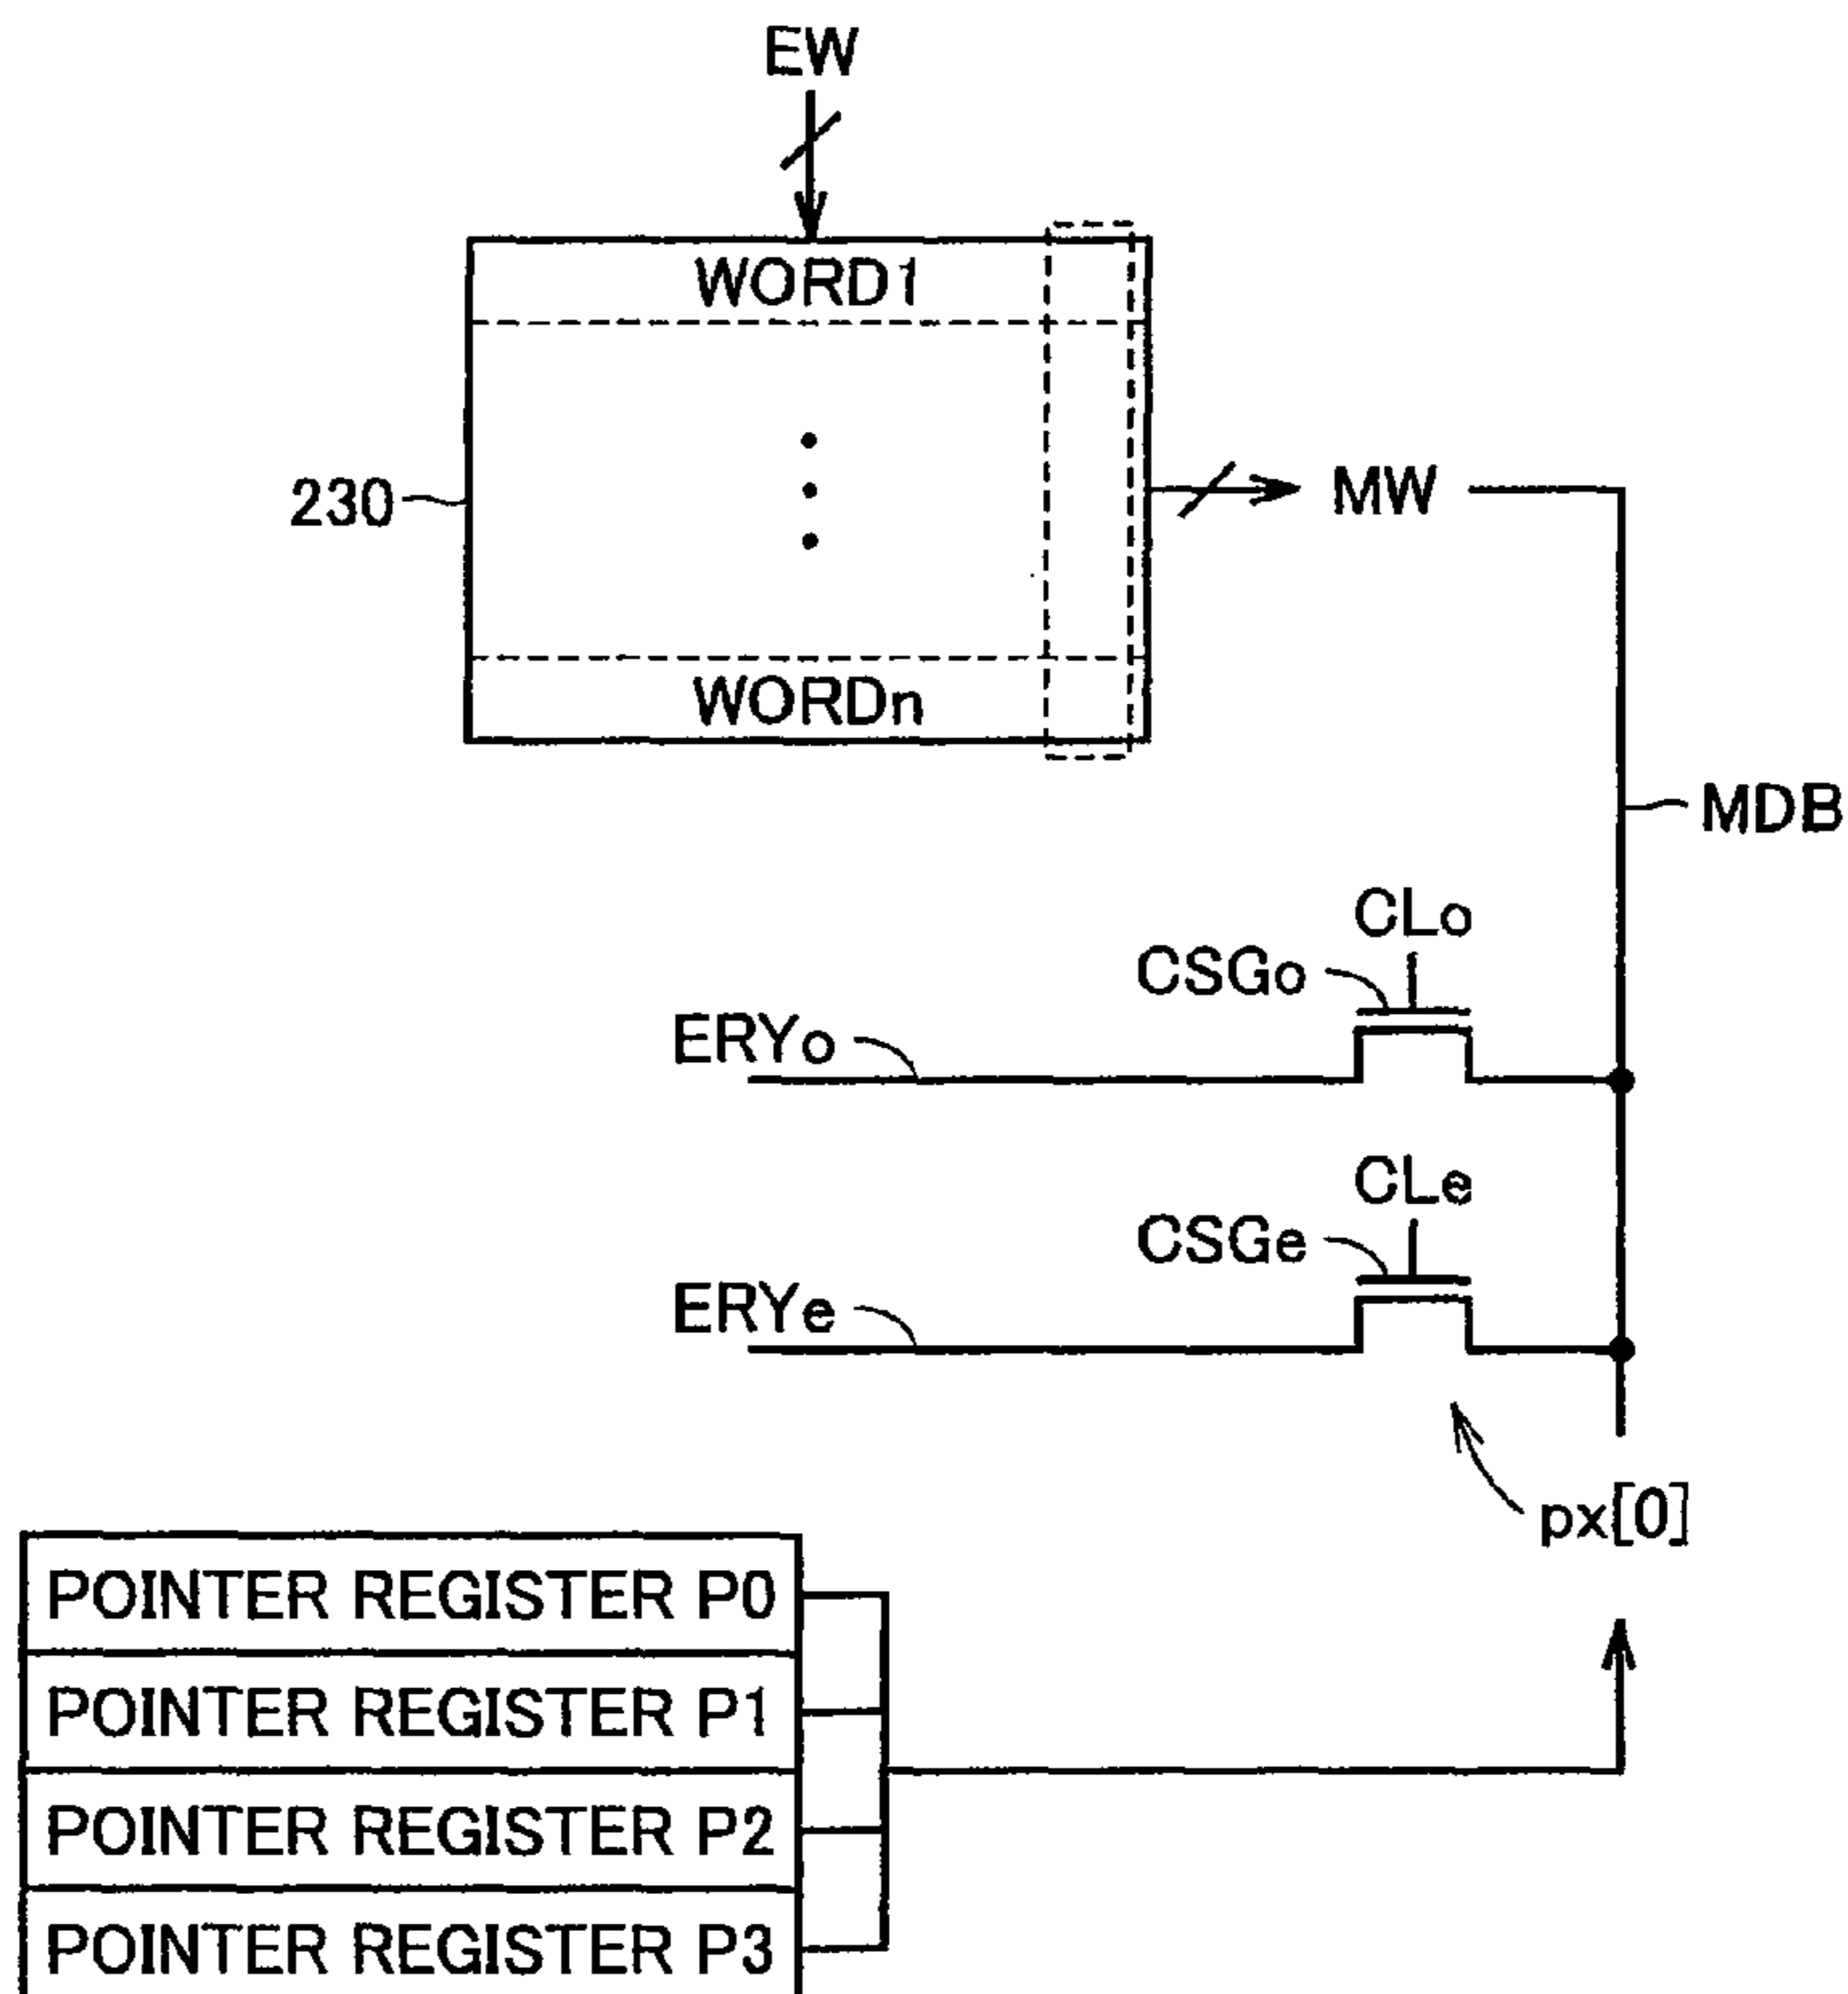 EW
WORD1
230
MW
WORDn
MDB
CLo
CSGo
ERYo
CLe
CSGe
ERYe
px[0]
POINTER REGISTER P0
POINTER REGISTER P1
POINTER REGISTER P2
POINTER REGISTER P3